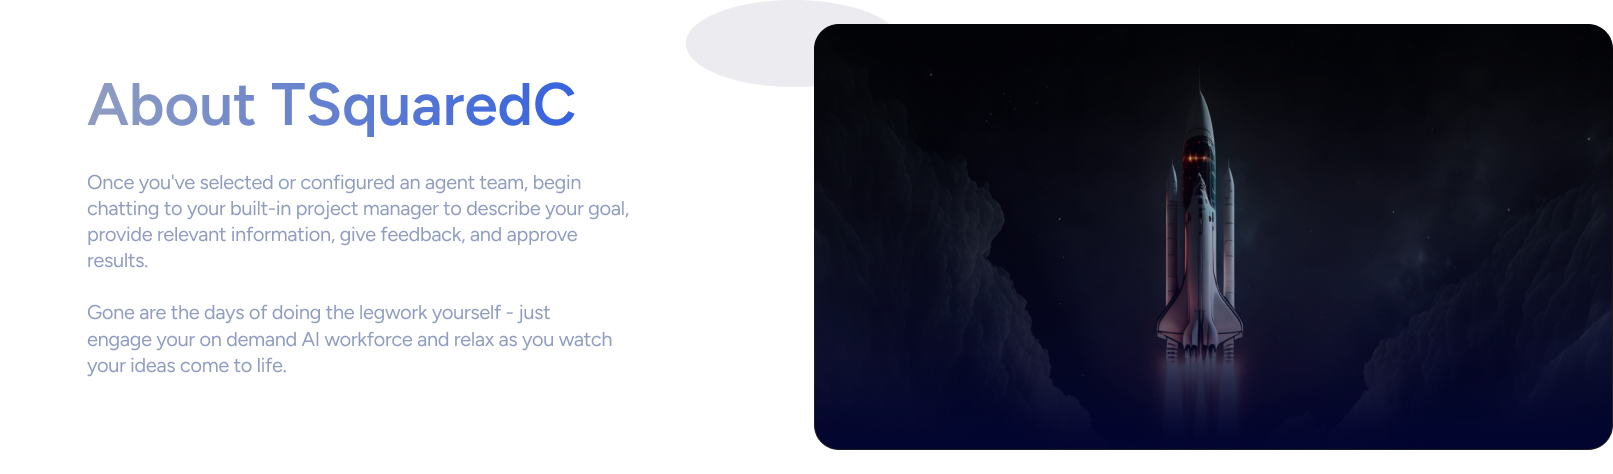 About TSquaredC
Once you've selected or configured an agent team, begin
chatting to your built-in project manager to describe your goal,
provide relevant information, give feedback, and approve
results.
Gone are the days of doing the legwork yourself - just
engage your on demand AI workforce and relax as you watch
your ideas come to life.